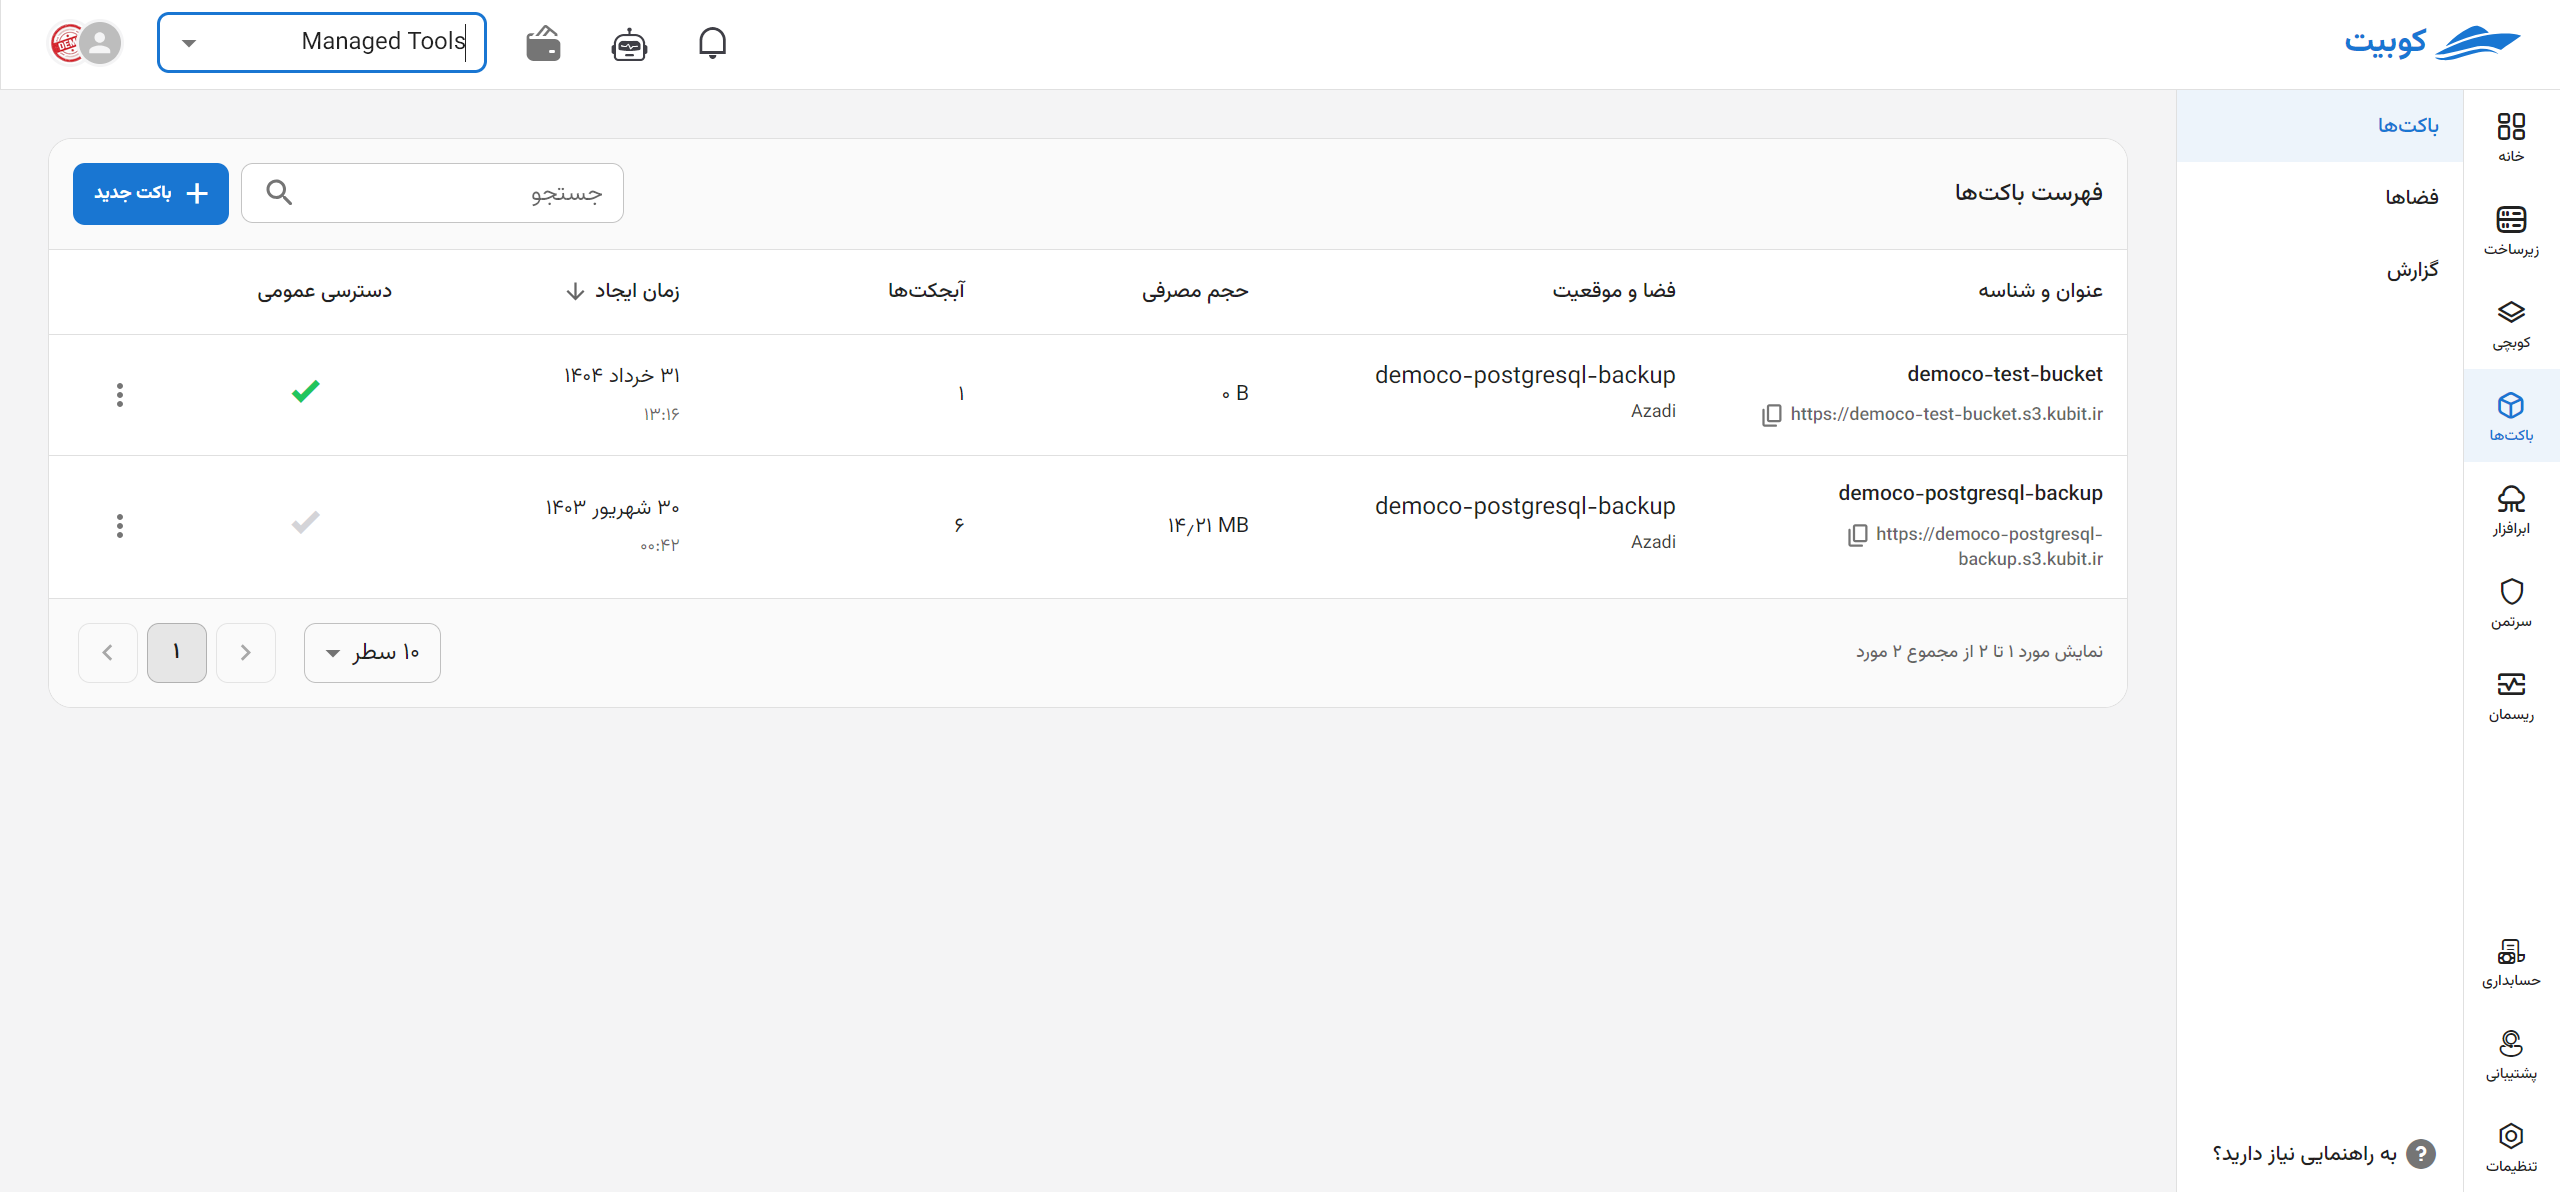 کوبیت
Managed Tools
DEM
خانه
زیرساخت
کوبچی
باکت‌ها
ابرافزار
سرتمن
ریسمان
حسابداری
پشتیبانی
تنظیمات
باکت‌ها
فضاها
گزارش
به راهنمایی نیاز دارید؟
فهرست باکت‌ها
جستجو
باکت جدید
عنوان و شناسه	فضا و موقعیت	حجم مصرفی	آبجکت‌ها	زمان ایجاد	دسترسی عمومی
democo-test-bucket	democo-postgresql-backup	۰ B	۱	۳۱ خرداد ۱۴۰۴
https://democo-test-bucket.s3.kubit.ir	Azadi	۱۳:۱۶
democo-postgresql-backup	democo-postgresql-backup	۱۴٫۲۱ MB	۶	۳۰ شهریور ۱۴۰۳
https://democo-postgresql-	Azadi	۰۰:۴۲
backup.s3.kubit.ir
نمایش مورد ۱ تا ۲ از مجموع ۲ مورد
۱۰ سطر
۱